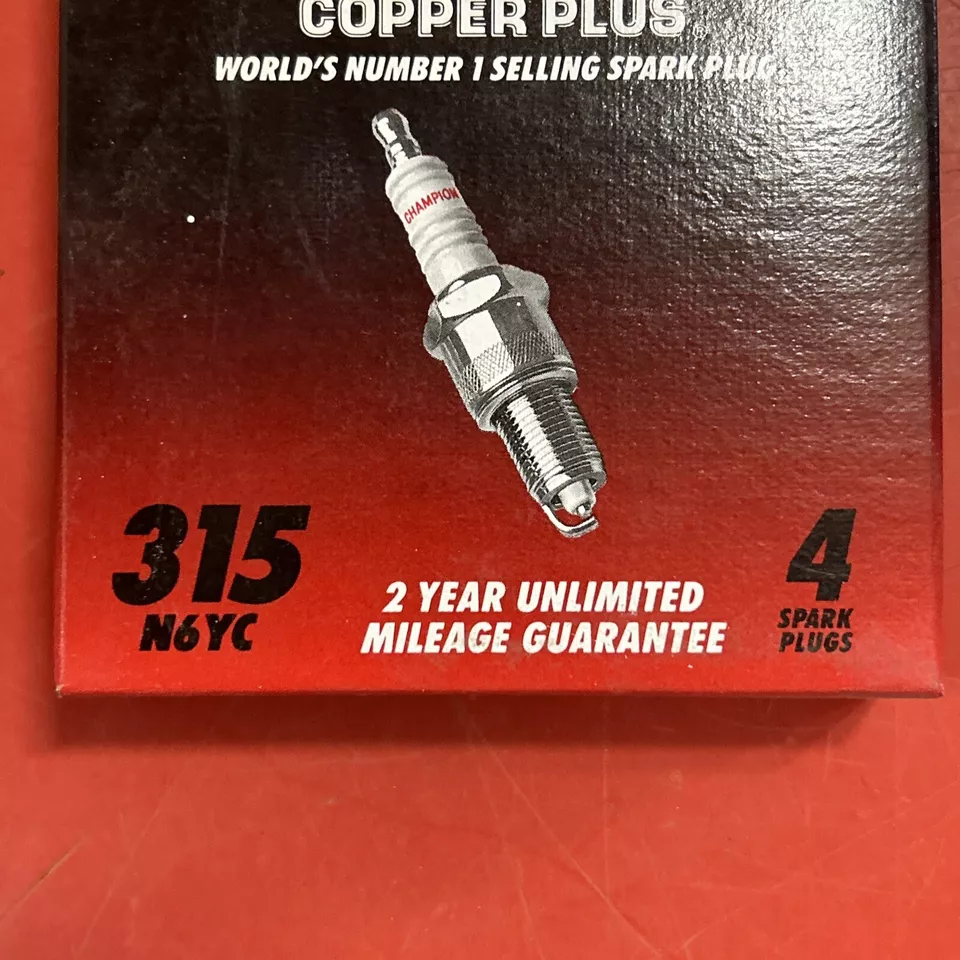 COPPER PLUS®
WORLD'S NUMBER 1 SELLING SPARK PLUG
CHAMPION
315
N6YC
2 YEAR UNLIMITED
MILEAGE GUARANTEE
4
SPARK
PLUGS